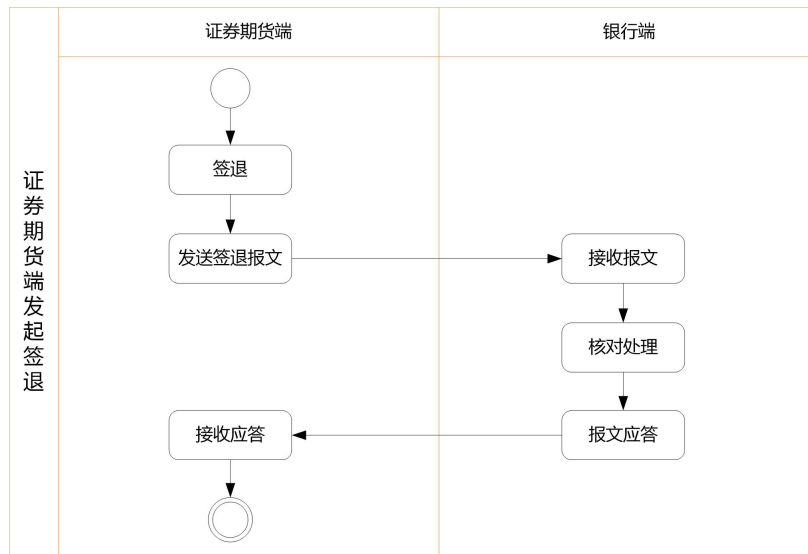 证券期货端
银行端
证券期货端发起签退
签退
发送签退报文
接收报文
核对处理
接收应答
报文应答